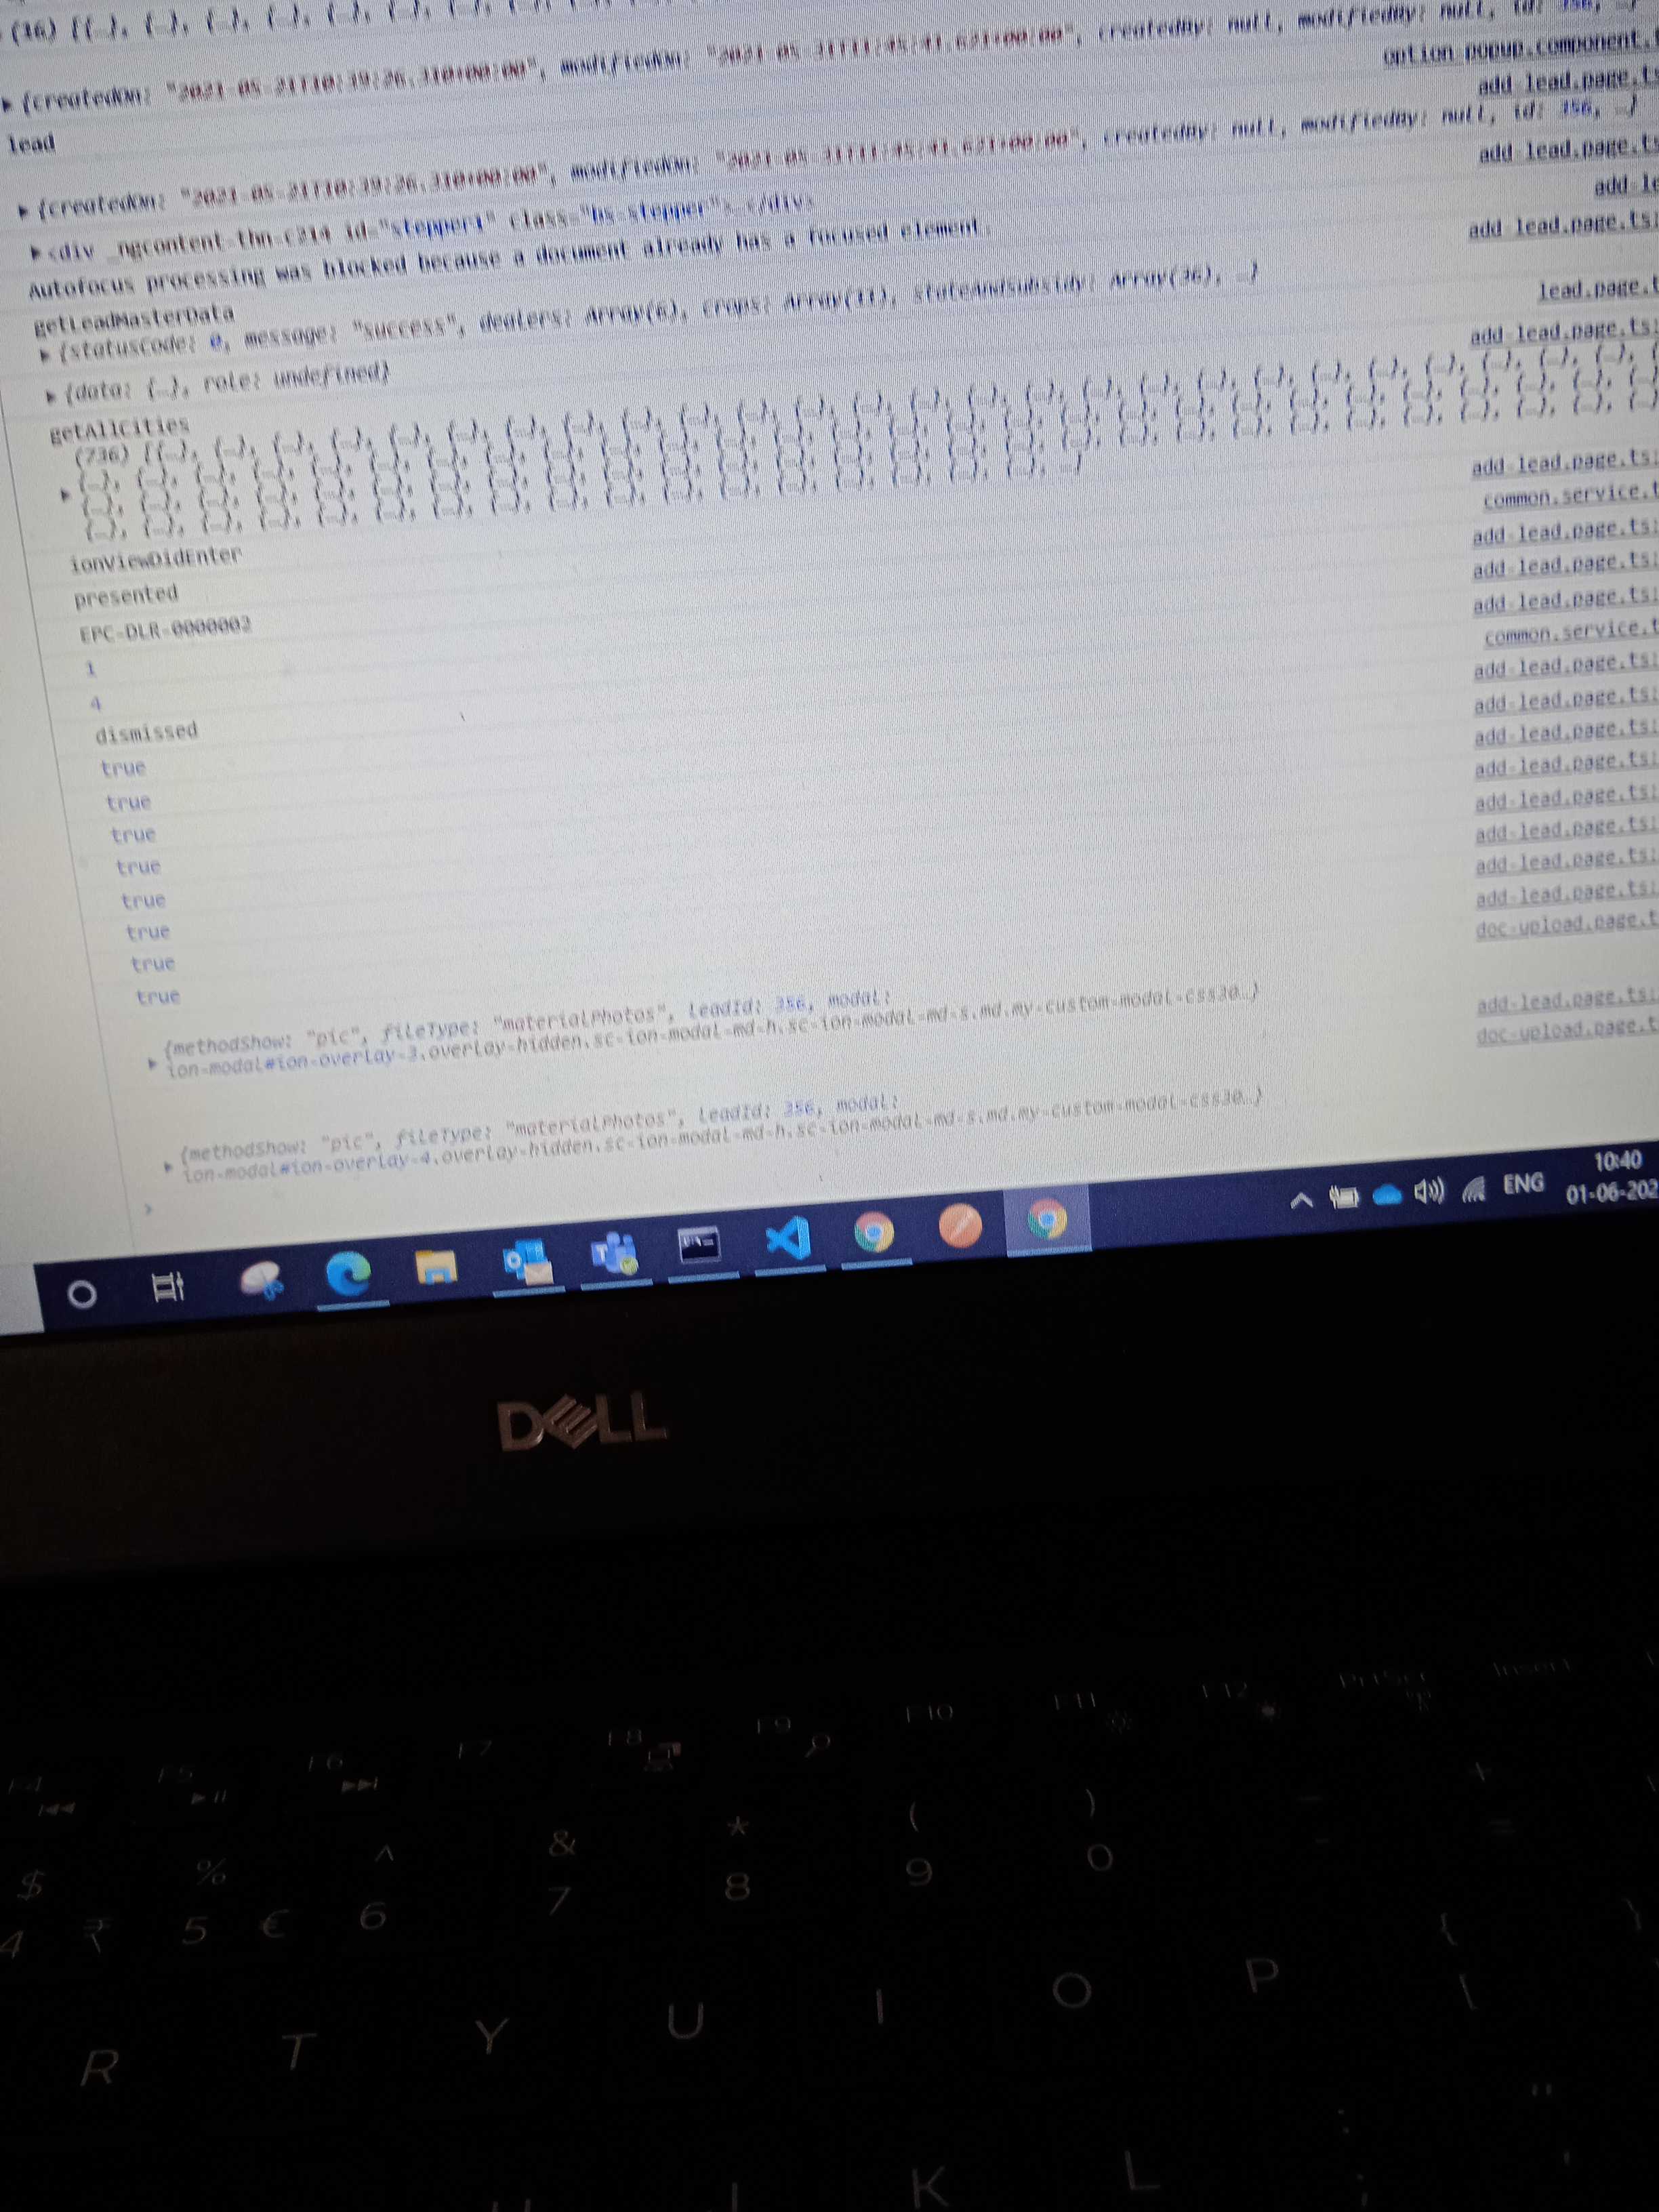 (16) [{…}, {…}, {…}, {…}, {…}, {…}, {…}, {…},
▶ {createdOn: "2021-05-21T10:39:26.310+00:00", modifiedOn: "2021-05-31T11:45:41.621+00:00", createdBy: null, modifiedBy: null, id: 356, …}
option popup.component.t
lead
add-lead.page.ts
▶ {createdOn: "2021-05-21T10:39:26.310+00:00", modifiedOn: "2021-05-31T11:45:41.621+00:00", createdBy: null, modifiedBy: null, id: 356, …}
add-lead.page.ts
▶ <div _ngcontent-thn-c214 id="stepper1" class="bs-stepper">…</div>
add-le
Autofocus processing was blocked because a document already has a focused element.
add-lead.page.ts:
getLeadMasterData
▶ {statusCode: 0, message: "success", dealers: Array(6), crops: Array(11), stateAndSubsidy: Array(36), …}
lead.page.t
▶ {data: {…}, role: undefined}
add-lead.page.ts:
getAllCities
(736) [{…}, {…}, {…}, {…}, {…}, {…}, {…}, {…}, {…}, {…}, {…}, {…}, {…}, {…}, {…}, {…}, {…}, {…}, {…}, {…}, {…}, {…}, {…}, {…}, {…}, {…}, {…},
add-lead.page.ts:
ionViewDidEnter
common.service.t
presented
add-lead.page.ts:
EPC-DLR-0000002
add-lead.page.ts:
1
add-lead.page.ts:
4
common.service.t
dismissed
add-lead.page.ts:
true
add-lead.page.ts:
true
add-lead.page.ts:
true
add-lead.page.ts:
true
add-lead.page.ts:
true
add-lead.page.ts:
true
add-lead.page.ts:
true
add-lead.page.ts:
true
doc-upload.page.t
▶ {methodShow: "pic", fileType: "materialPhotos", leadId: 356, modal:
ion-modal#ion-overlay-3.overlay-hidden.sc-ion-modal-md-h.sc-ion-modal-md-s.md.my-custom-modal-css30…}
add-lead.page.ts:
doc-upload.page.t
▶ {methodShow: "pic", fileType: "materialPhotos", leadId: 356, modal:
ion-modal#ion-overlay-4.overlay-hidden.sc-ion-modal-md-h.sc-ion-modal-md-s.md.my-custom-modal-css30…}
>
ENG
10:40
01-06-202
DELL
F4 F5 F6 F7 F8 F9 F10 F11 F12 PrtScr Insert
$ % ^ & * ( ) _ +
4 ₹ 5 € 6 7 8 9 0 - =
R T Y U I O P { [ }
J K L : ; " '